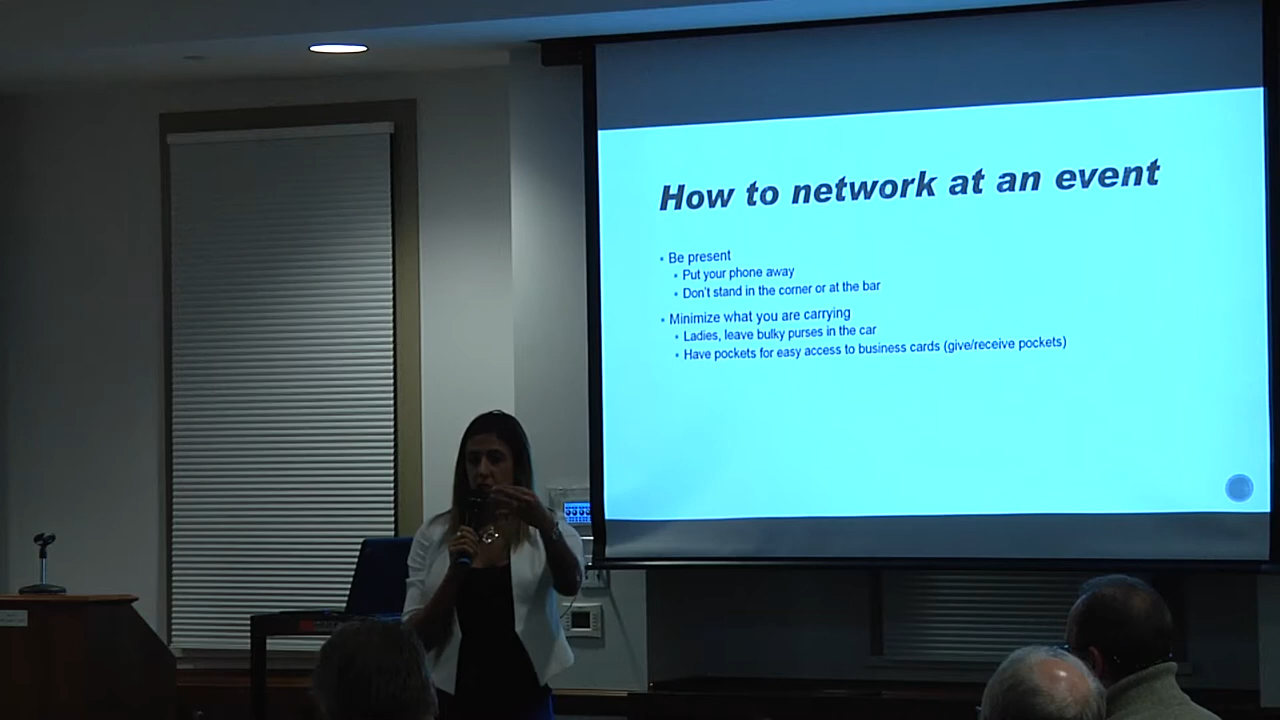 How to network at an event
• Be present
• Put your phone away
• Don't stand in the corner or at the bar
• Minimize what you are carrying
• Ladies, leave bulky purses in the car
• Have pockets for easy access to business cards (give/receive pockets)